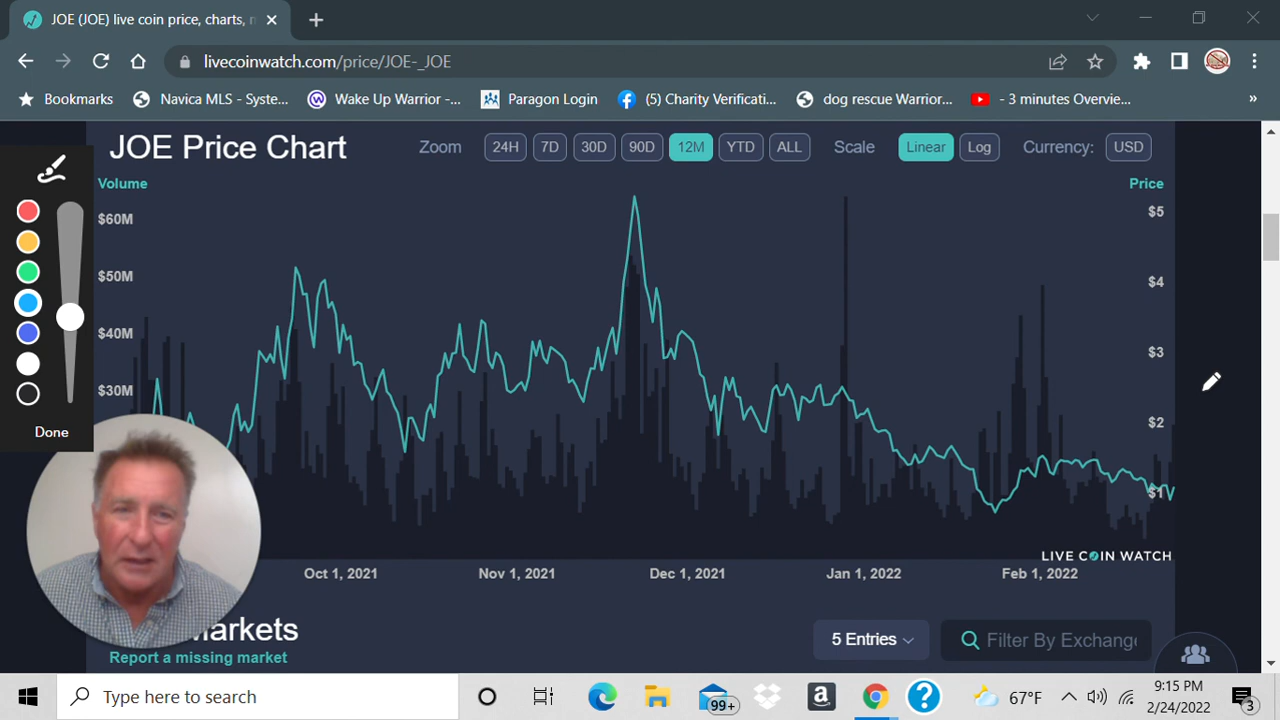 JOE (JOE) live coin price, charts, m
livecoinwatch.com/price/JOE-_JOE
Bookmarks Navica MLS - Syste... Wake Up Warrior -... Paragon Login (5) Charity Verificati... dog rescue Warrior... - 3 minutes Overvie... »
JOE Price Chart Zoom 24H 7D 30D 90D 12M YTD ALL Scale Linear Log Currency: USD
Volume Price
$60M $5
$50M $4
$40M $3
$30M $2
$1
Done
LIVE COIN WATCH
Oct 1, 2021 Nov 1, 2021 Dec 1, 2021 Jan 1, 2022 Feb 1, 2022
arkets 5 Entries Filter By Exchange
Report a missing market
Type here to search 99+ a ? 67°F 9:15 PM
2/24/2022 3